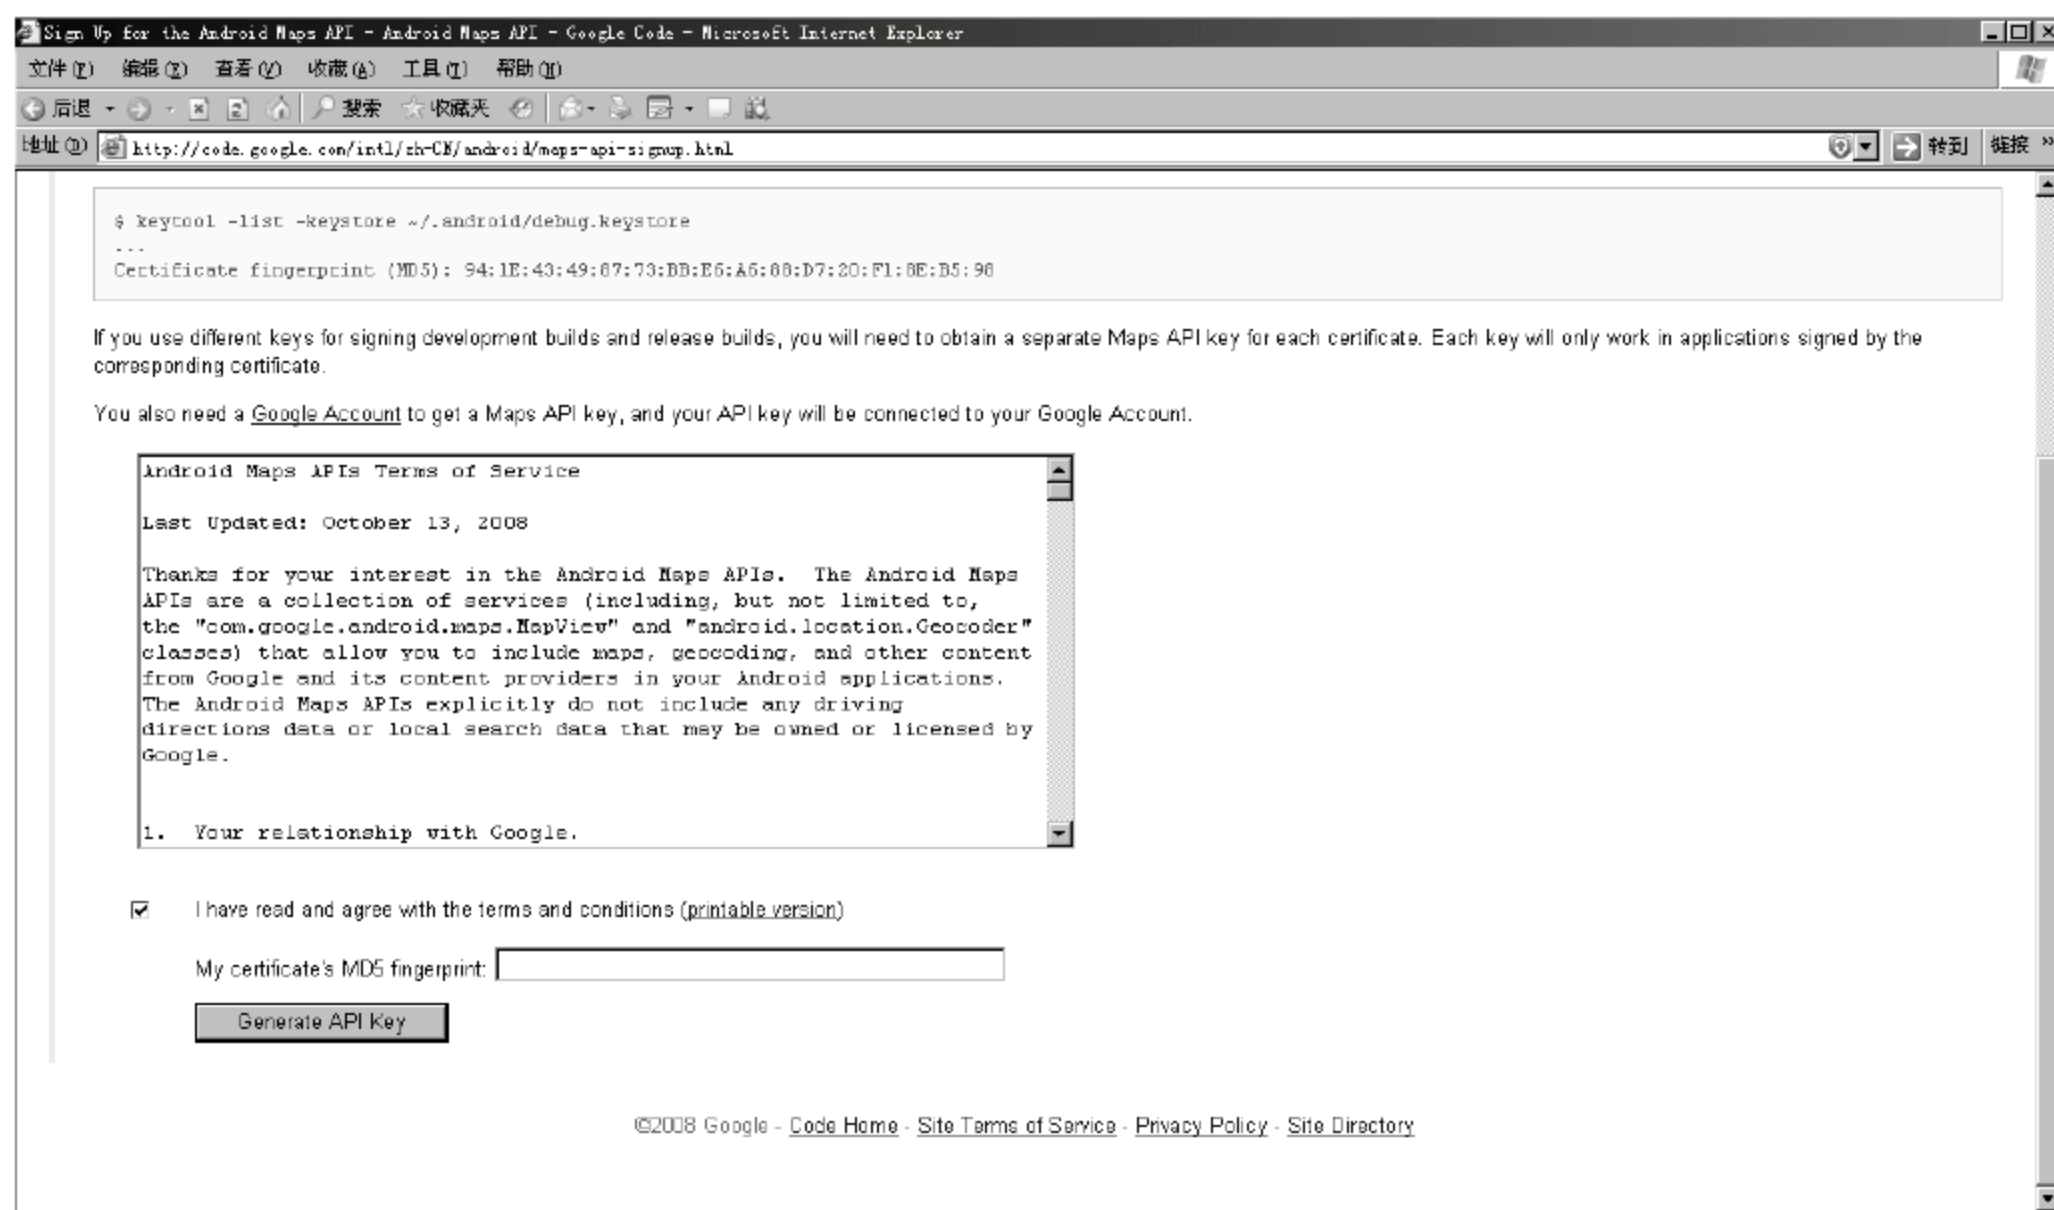 Sign Up for the Android Maps API - Android Maps API - Google Code - Microsoft Internet Explorer
文件(F) 编辑(E) 查看(V) 收藏(A) 工具(T) 帮助(H)
后退 搜索 收藏夹
地址(D) http://code.google.com/intl/zh-CN/android/maps-api-signup.html 转到 链接 »
$ keytool -list -keystore ~/.android/debug.keystore
...
Certificate fingerprint (MD5): 94:1E:43:49:87:73:BB:E6:A6:88:D7:20:F1:8E:B5:98
If you use different keys for signing development builds and release builds, you will need to obtain a separate Maps API key for each certificate. Each key will only work in applications signed by the
corresponding certificate.
You also need a Google Account to get a Maps API key, and your API key will be connected to your Google Account.
Android Maps APIs Terms of Service
Last Updated: October 13, 2008
Thanks for your interest in the Android Maps APIs.  The Android Maps
APIs are a collection of services (including, but not limited to,
the "com.google.android.maps.MapView" and "android.location.Geocoder"
classes) that allow you to include maps, geocoding, and other content
from Google and its content providers in your Android applications.
The Android Maps APIs explicitly do not include any driving
directions data or local search data that may be owned or licensed by
Google.
1.  Your relationship with Google.
I have read and agree with the terms and conditions (printable version)
My certificate's MD5 fingerprint:
Generate API Key
©2008 Google - Code Home - Site Terms of Service - Privacy Policy - Site Directory